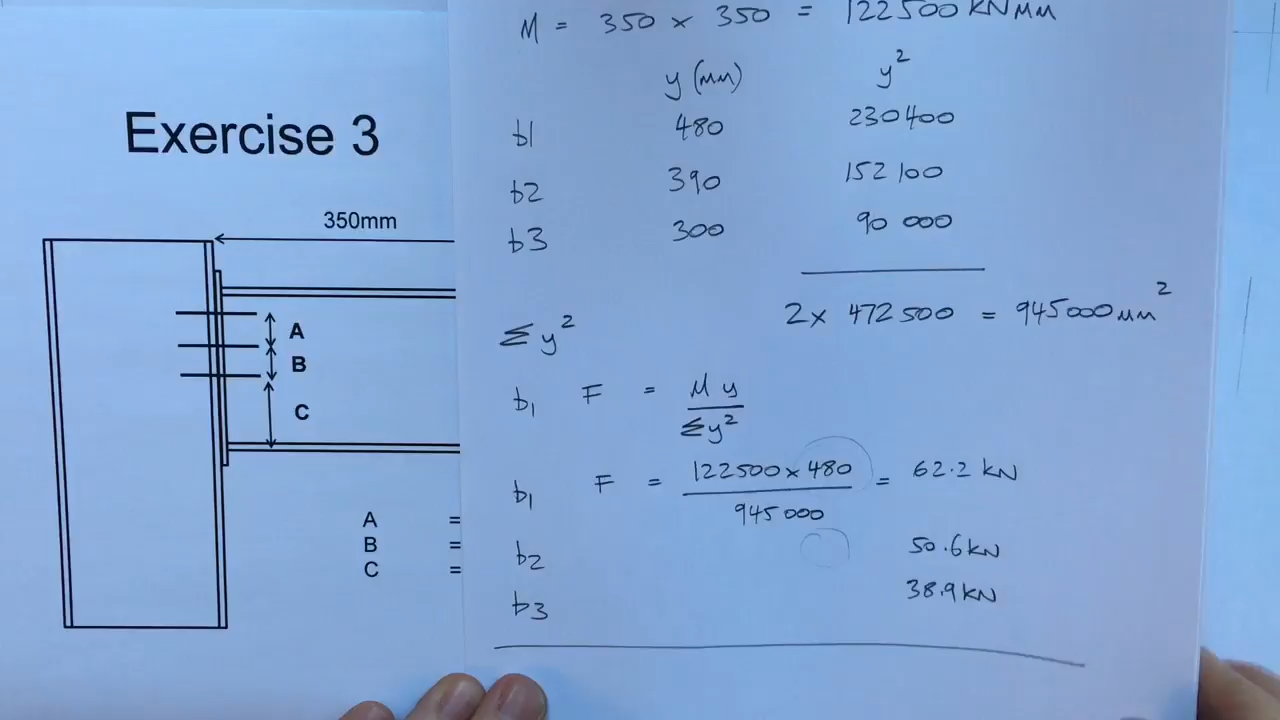 M = 350 x 350 = 122500 KNMM
y (MM) y²
b1 480 230400
b2 390 152100
b3 300 90 000
Σy² 2x 472500 = 945000MM²
b1 F = My / Σy²
b1 F = 122500 x 480 / 945000 = 62.2 KN
b2 50.6KN
b3 38.9KN
Exercise 3
350mm
A
B
C
A =
B =
C =